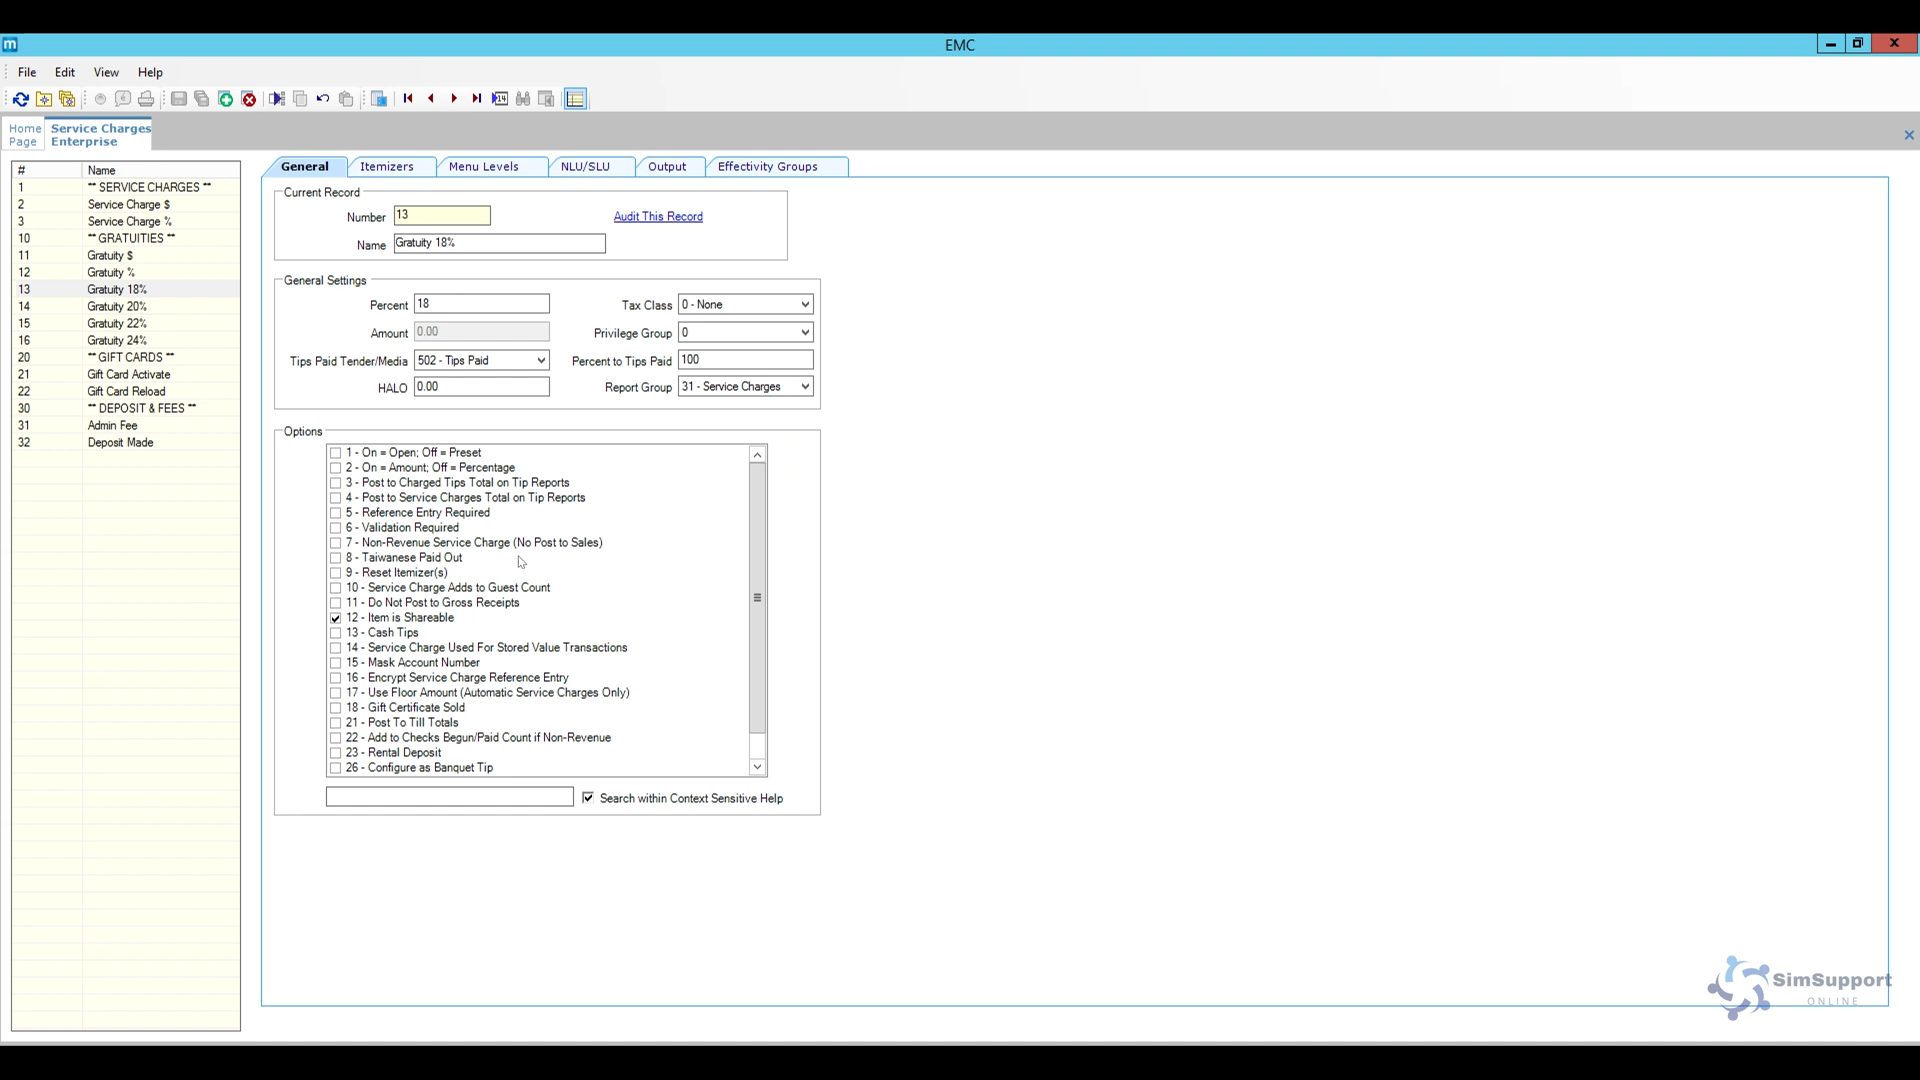 m
EMC
File Edit View Help
Home Page
Service Charges Enterprise
# Name
1 ** SERVICE CHARGES **
2 Service Charge $
3 Service Charge %
10 ** GRATUITIES **
11 Gratuity $
12 Gratuity %
13 Gratuity 18%
14 Gratuity 20%
15 Gratuity 22%
16 Gratuity 24%
20 ** GIFT CARDS **
21 Gift Card Activate
22 Gift Card Reload
30 ** DEPOSIT & FEES **
31 Admin Fee
32 Deposit Made
General Itemizers Menu Levels NLU/SLU Output Effectivity Groups
Current Record
Number 13 Audit This Record
Name Gratuity 18%
General Settings
Percent 18 Tax Class 0 - None
Amount 0.00 Privilege Group 0
Tips Paid Tender/Media 502 - Tips Paid Percent to Tips Paid 100
HALO 0.00 Report Group 31 - Service Charges
Options
1 - On = Open; Off = Preset
2 - On = Amount; Off = Percentage
3 - Post to Charged Tips Total on Tip Reports
4 - Post to Service Charges Total on Tip Reports
5 - Reference Entry Required
6 - Validation Required
7 - Non-Revenue Service Charge (No Post to Sales)
8 - Taiwanese Paid Out
9 - Reset Itemizer(s)
10 - Service Charge Adds to Guest Count
11 - Do Not Post to Gross Receipts
12 - Item is Shareable
13 - Cash Tips
14 - Service Charge Used For Stored Value Transactions
15 - Mask Account Number
16 - Encrypt Service Charge Reference Entry
17 - Use Floor Amount (Automatic Service Charges Only)
18 - Gift Certificate Sold
21 - Post To Till Totals
22 - Add to Checks Begun/Paid Count if Non-Revenue
23 - Rental Deposit
26 - Configure as Banquet Tip
Search within Context Sensitive Help
SimSupport
ONLINE